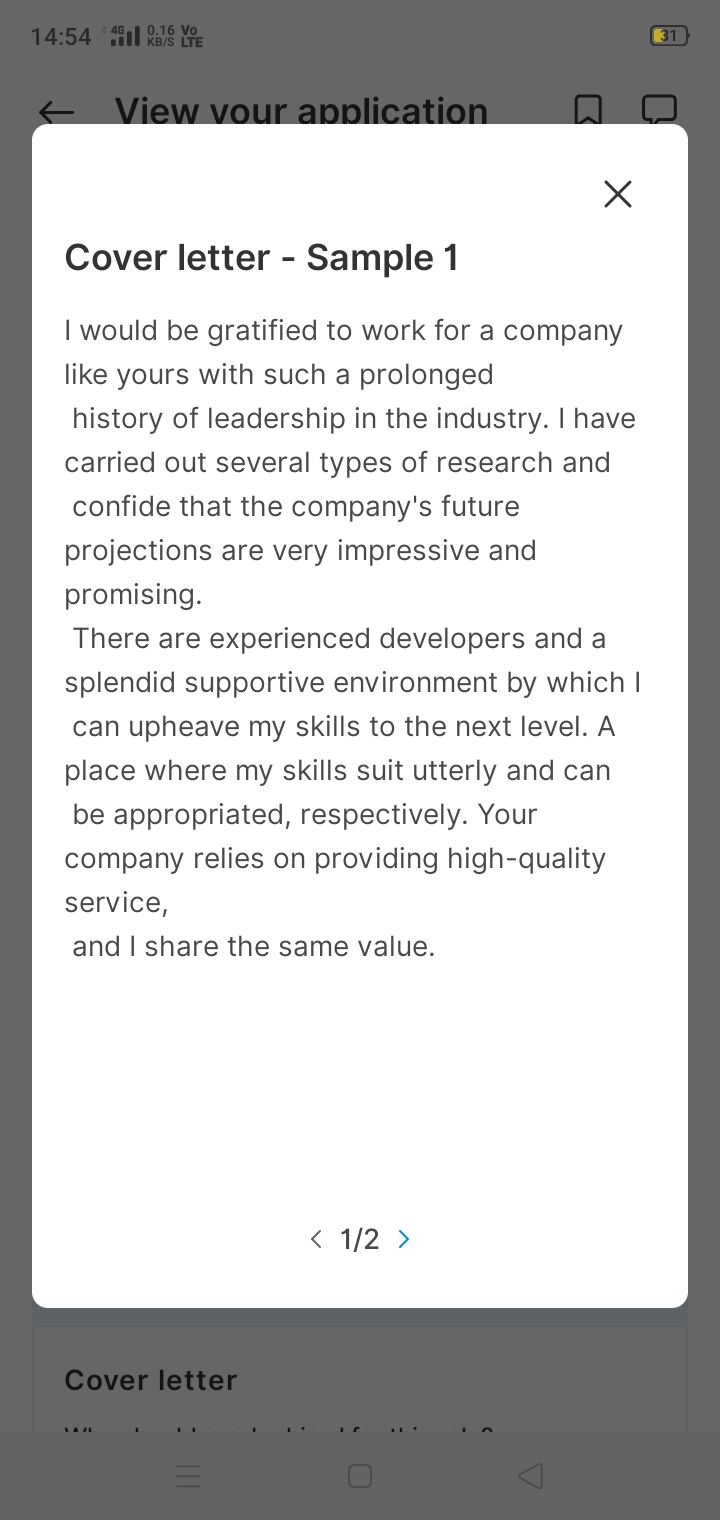 14:54 4G 0.16 KB/S Vo LTE 31
View your application
Cover letter - Sample 1
I would be gratified to work for a company
like yours with such a prolonged
history of leadership in the industry. I have
carried out several types of research and
confide that the company's future
projections are very impressive and
promising.
There are experienced developers and a
splendid supportive environment by which I
can upheave my skills to the next level. A
place where my skills suit utterly and can
be appropriated, respectively. Your
company relies on providing high-quality
service,
and I share the same value.
1/2
Cover letter